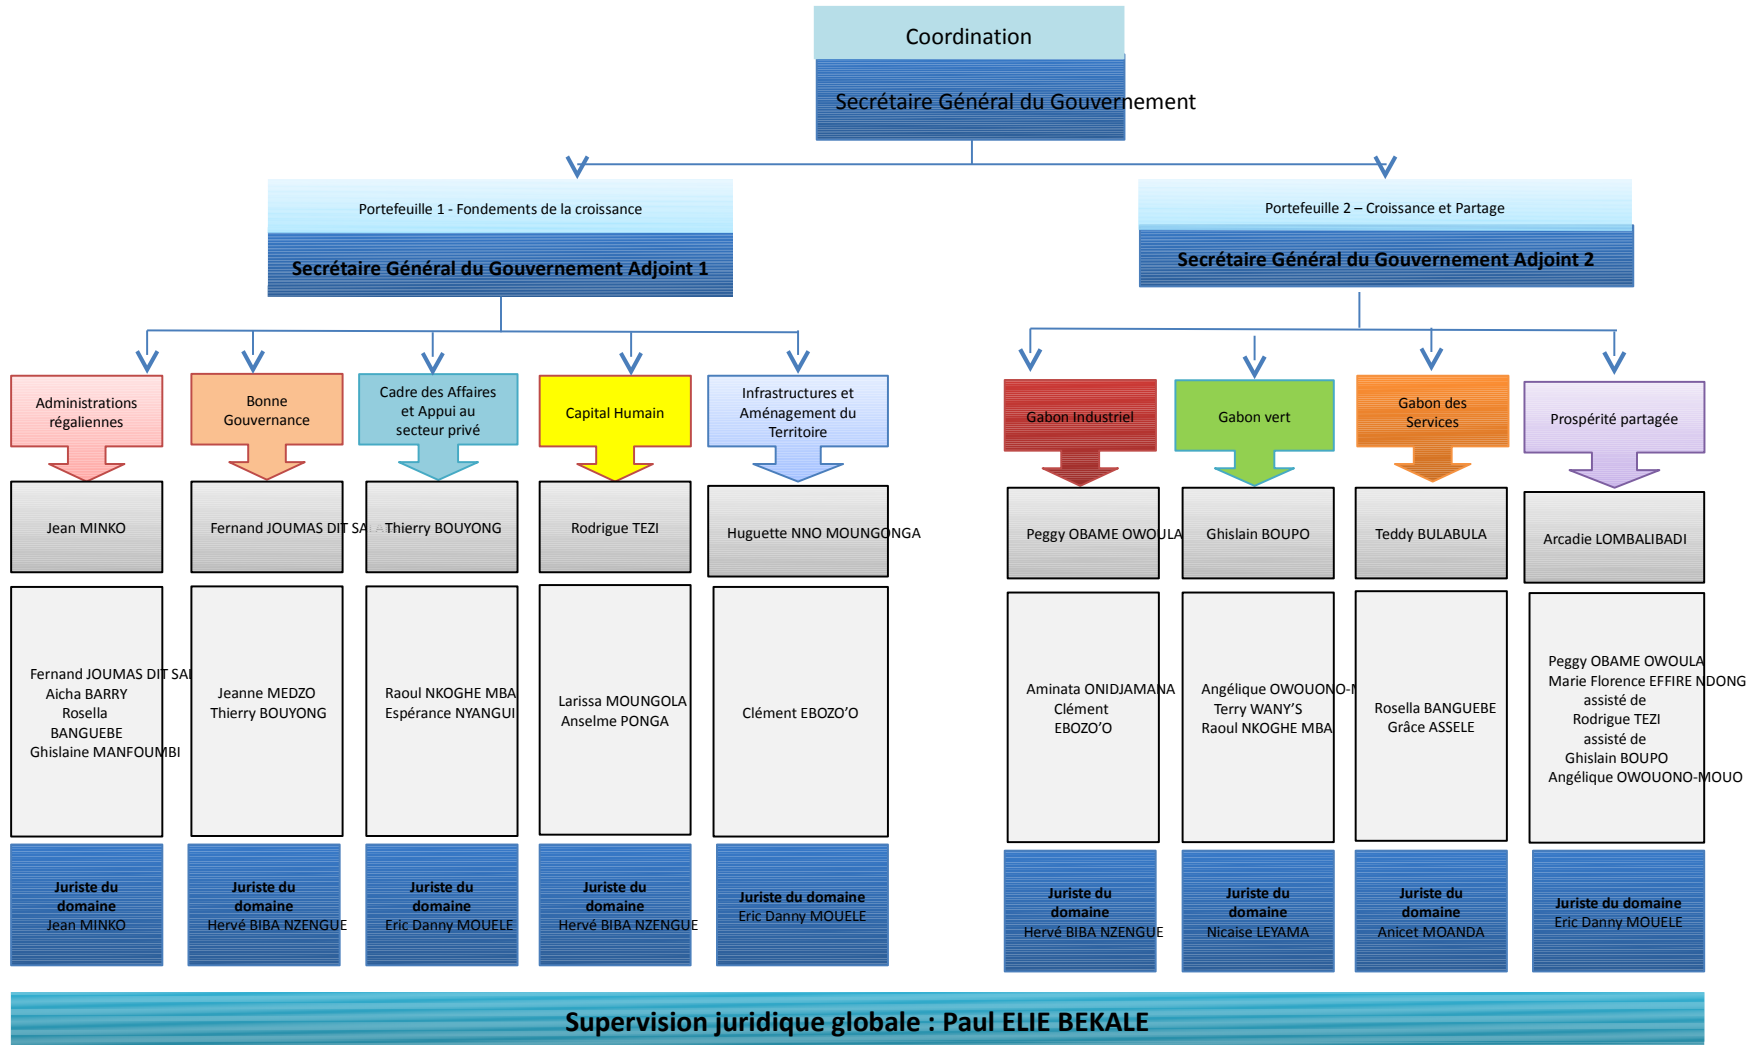 Coordination
Secrétaire Général du Gouvernement
Portefeuille 1 - Fondements de la croissance
Secrétaire Général du Gouvernement Adjoint 1
Portefeuille 2 – Croissance et Partage
Secrétaire Général du Gouvernement Adjoint 2
Administrations
régaliennes
Bonne
Gouvernance
Cadre des Affaires
et Appui au
secteur privé
Capital Humain
Infrastructures et
Aménagement du
Territoire
Gabon Industriel
Gabon vert
Gabon des
Services
Prospérité partagée
Jean MINKO
Fernand JOUMAS DIT
Thierry BOUYONG
Rodrigue TEZI
Huguette NNO MOUNGONGA
Peggy OBAME OWOULA
Ghislain BOUPO
Teddy BULABULA
Arcadie LOMBALIBADI
Fernand JOUMAS DIT
Aicha BARRY
Rosella
BANGUEBE
Ghislaine MANFOUMBI
Jeanne MEDZO
Thierry BOUYONG
Raoul NKOGHE MBA
Espérance NYANGUI
Larissa MOUNGOLA
Anselme PONGA
Clément EBOZO’O
Aminata ONIDJAMANA
Clément
EBOZO’O
Angélique
Terry WANY’S
Raoul NKOGHE MBA
Rosella BANGUEBE
Grâce ASSELE
Peggy OBAME OWOULA
Marie Florence EFFIRE NDONG
assisté de
Rodrigue TEZI
assisté de
Ghislain BOUPO
Angélique OWOUONO-MOUO
Juriste du
domaine
Jean MINKO
Juriste du
domaine
Hervé BIBA NZENGUE
Juriste du
domaine
Eric Danny MOUELE
Juriste du
domaine
Hervé BIBA NZENGUE
Juriste du domaine
Eric Danny MOUELE
Juriste du
domaine
Hervé BIBA NZENGUE
Juriste du
domaine
Nicaise LEYAMA
Juriste du
domaine
Anicet MOANDA
Juriste du domaine
Eric Danny MOUELE
Supervision juridique globale : Paul ELIE BEKALE